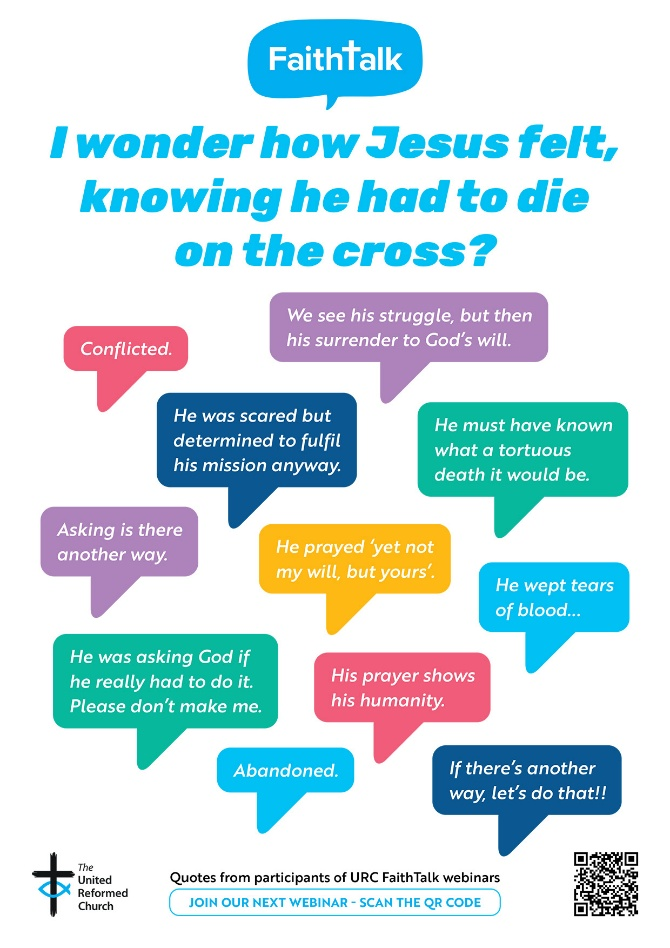 FaithTalk
I wonder how Jesus felt,
knowing he had to die
on the cross?
We see his struggle, but then
his surrender to God's will.
Conflicted.
He was scared but
determined to fulfil
his mission anyway.
He must have known
what a tortuous
death it would be.
Asking is there
another way.
He prayed ‘yet not
my will, but yours’.
He wept tears
of blood...
He was asking God if
he really had to do it.
Please don't make me.
His prayer shows
his humanity.
Abandoned.
If there's another
way, let's do that!!
The
United
Reformed
Church
Quotes from participants of URC FaithTalk webinars
JOIN OUR NEXT WEBINAR - SCAN THE QR CODE